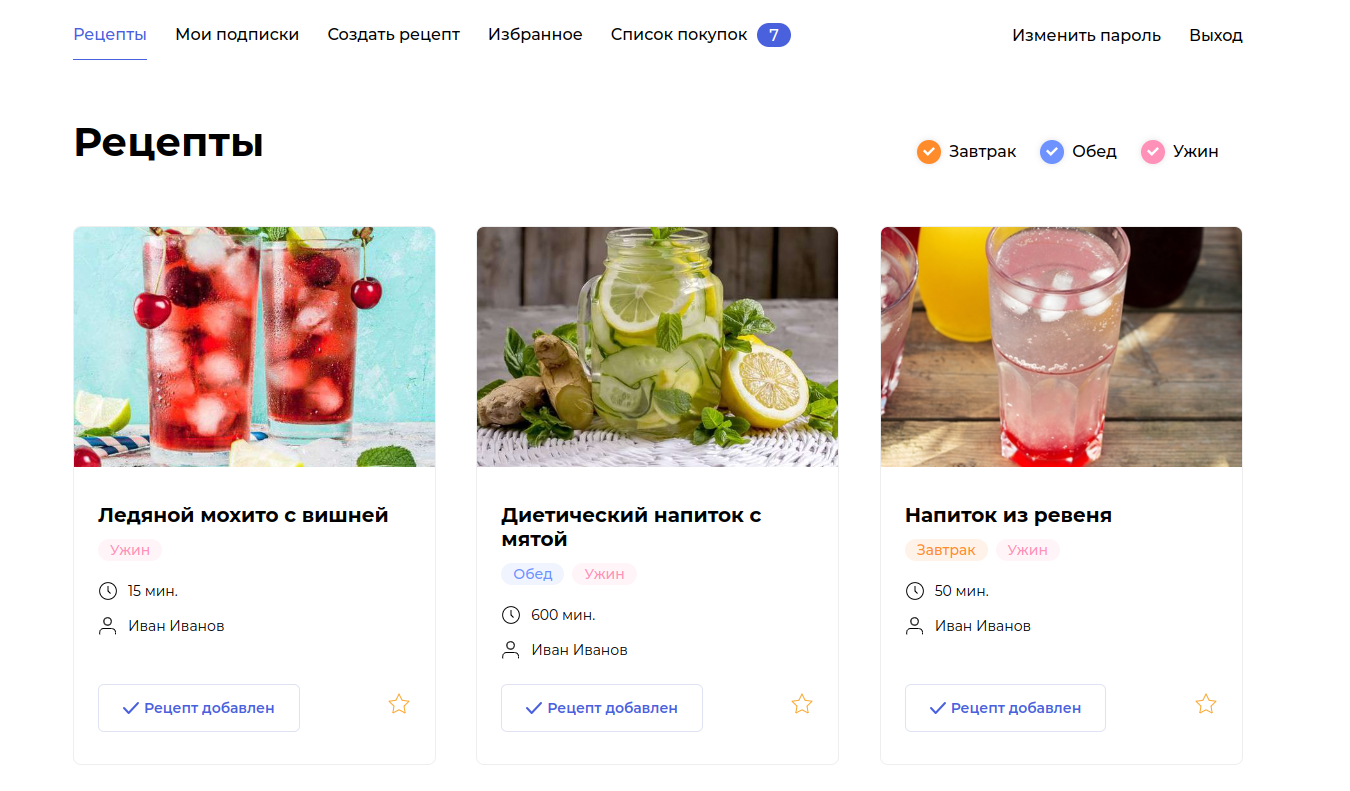 Рецепты Мои подписки Создать рецепт Избранное Список покупок 7 Изменить пароль Выход
Рецепты
Завтрак Обед Ужин
Ледяной мохито с вишней
Ужин
15 мин.
Иван Иванов
Рецепт добавлен
Диетический напиток с
мятой
Обед Ужин
600 мин.
Иван Иванов
Рецепт добавлен
Напиток из ревеня
Завтрак Ужин
50 мин.
Иван Иванов
Рецепт добавлен